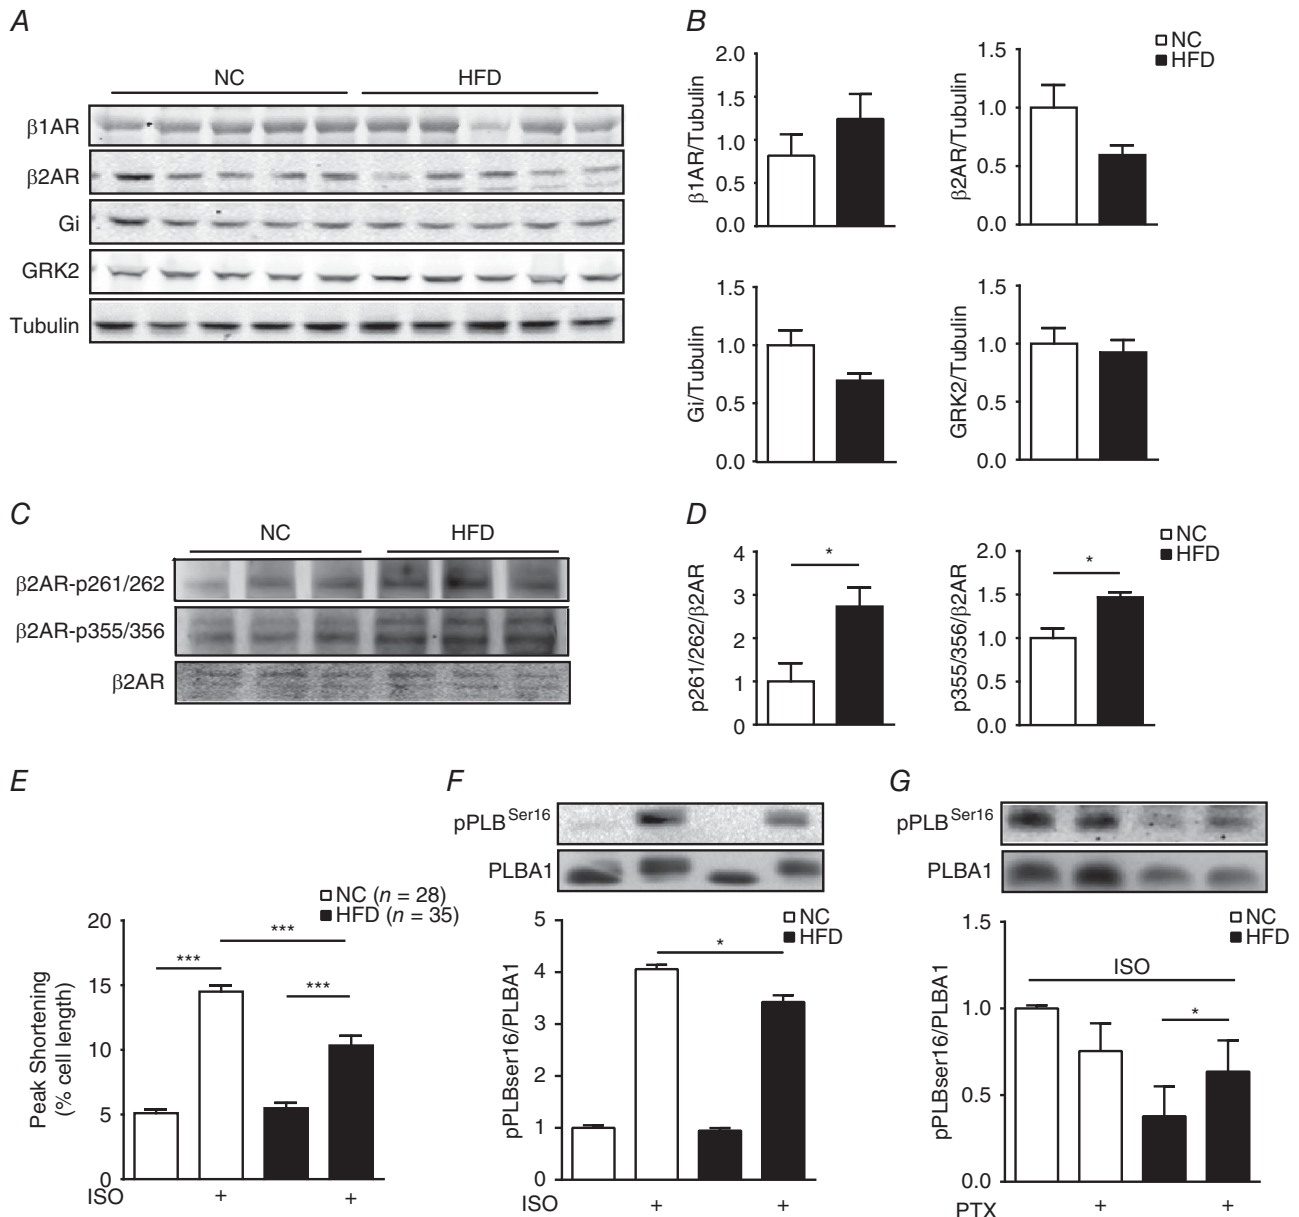 A
NC HFD
β1AR
β2AR
Gi
GRK2
Tubulin
B
NC
HFD
2.0
1.5
1.0
0.5
0.0
β1AR/Tubulin
1.5
1.0
0.5
0.0
β2AR/Tubulin
1.5
1.0
0.5
0.0
Gi/Tubulin
1.5
1.0
0.5
0.0
GRK2/Tubulin
C
NC HFD
β2AR-p261/262
β2AR-p355/356
β2AR
D
NC
HFD
4
3
2
1
0
p261/262/β2AR
*
2.0
1.5
1.0
0.5
0.0
p355/356/β2AR
*
E
NC (n = 28)
HFD (n = 35)
20
15
10
5
0
Peak Shortening
(% cell length)
***
***
***
ISO + +
F
pPLBSer16
PLBA1
NC
HFD
5
4
3
2
1
0
pPLBser16/PLBA1
*
ISO + +
G
pPLBSer16
PLBA1
NC
HFD
1.5
1.0
0.5
0.0
pPLBser16/PLBA1
ISO
*
PTX + +